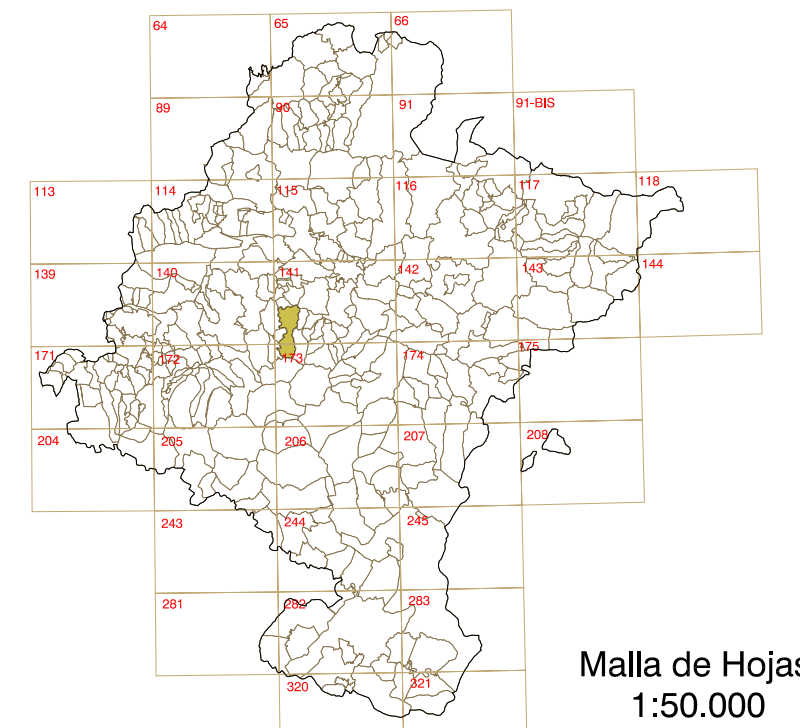 64 65 66
89 90 91 91-BIS
113 114 115 116 117 118
139 140 141 142 143 144
171 172 173 174 175
204 205 206 207 208
243 244 245
281 282 283
320 321
Malla de Hojas
1:50.000